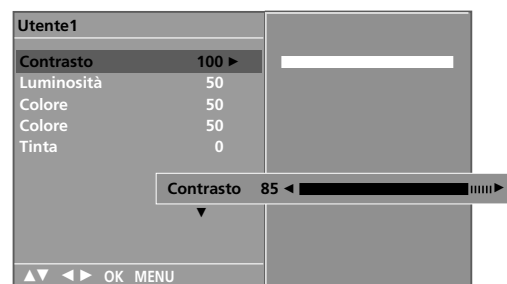 Utente1
Contrasto 100 ►
Luminosità 50
Colore 50
Colore 50
Tinta 0
Contrasto 85 ◄ ►
▼
▲▼ ◄► OK MENU